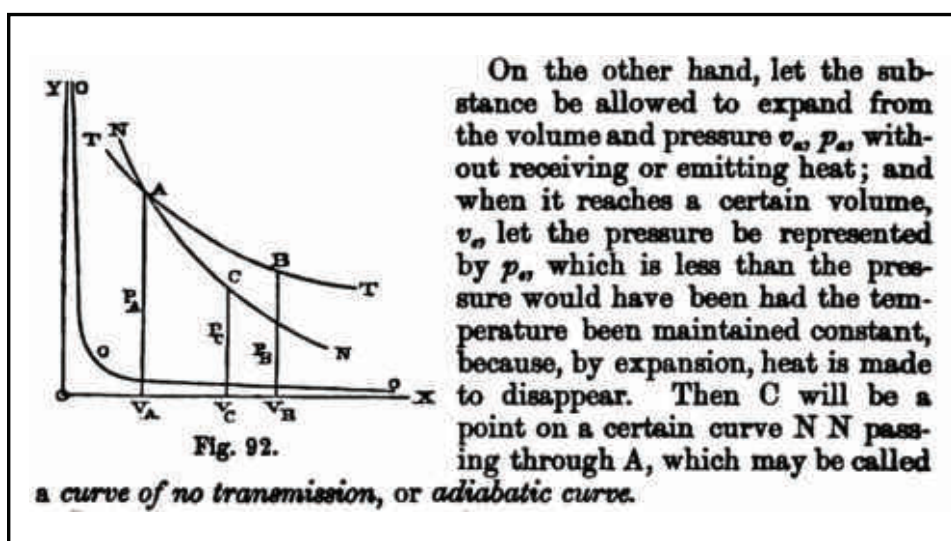 Y O
N
T
A
B
C
T
P_A
P_C
P_B
N
O
O
O
X
V_A V_C V_B
Fig. 92.
On the other hand, let the sub-
stance be allowed to expand from
the volume and pressure vₐ, pₐ, with-
out receiving or emitting heat; and
when it reaches a certain volume,
v_c, let the pressure be represented
by p_c, which is less than the pres-
sure would have been had the tem-
perature been maintained constant,
because, by expansion, heat is made
to disappear. Then C will be a
point on a certain curve N N pass-
ing through A, which may be called
a curve of no transmission, or adiabatic curve.